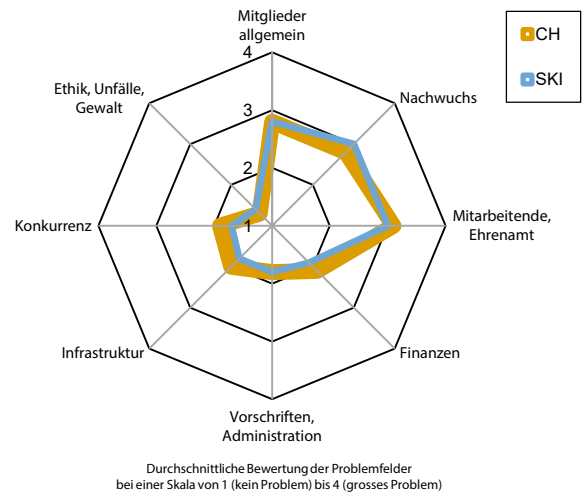 Mitglieder
allgemein
4
CH
SKI
Ethik, Unfälle,
Gewalt
Nachwuchs
3
2
Konkurrenz
1
Mitarbeitende,
Ehrenamt
Infrastruktur
Finanzen
Vorschriften,
Administration
Durchschnittliche Bewertung der Problemfelder
bei einer Skala von 1 (kein Problem) bis 4 (grosses Problem)